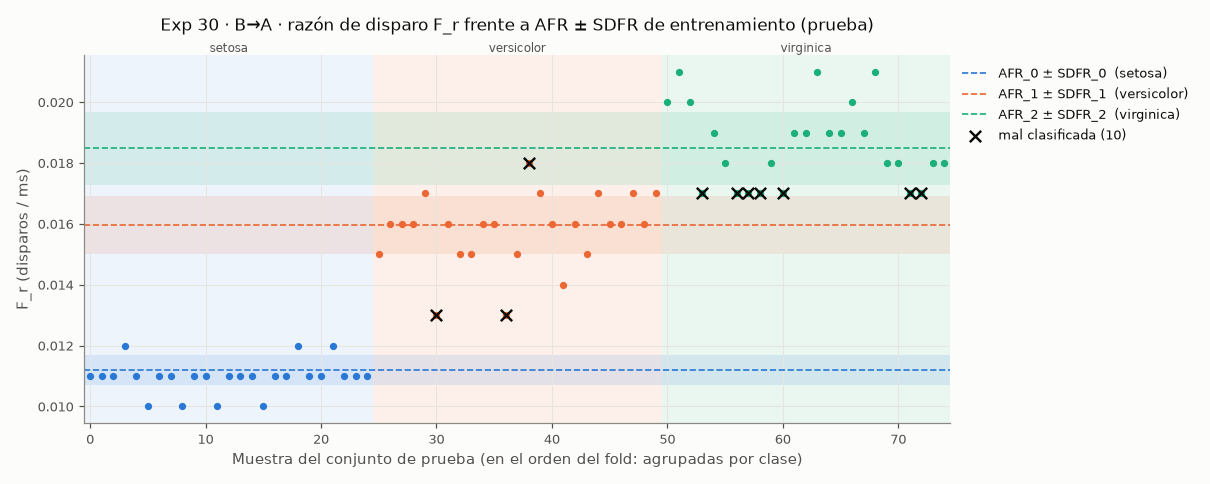 Exp 30 · B→A · razón de disparo F_r frente a AFR ± SDFR de entrenamiento (prueba)
setosa
versicolor
virginica
AFR_0 ± SDFR_0 (setosa)
AFR_1 ± SDFR_1 (versicolor)
AFR_2 ± SDFR_2 (virginica)
mal clasificada (10)
F_r (disparos / ms)
0.020
0.018
0.016
0.014
0.012
0.010
0
10
20
30
40
50
60
70
Muestra del conjunto de prueba (en el orden del fold: agrupadas por clase)